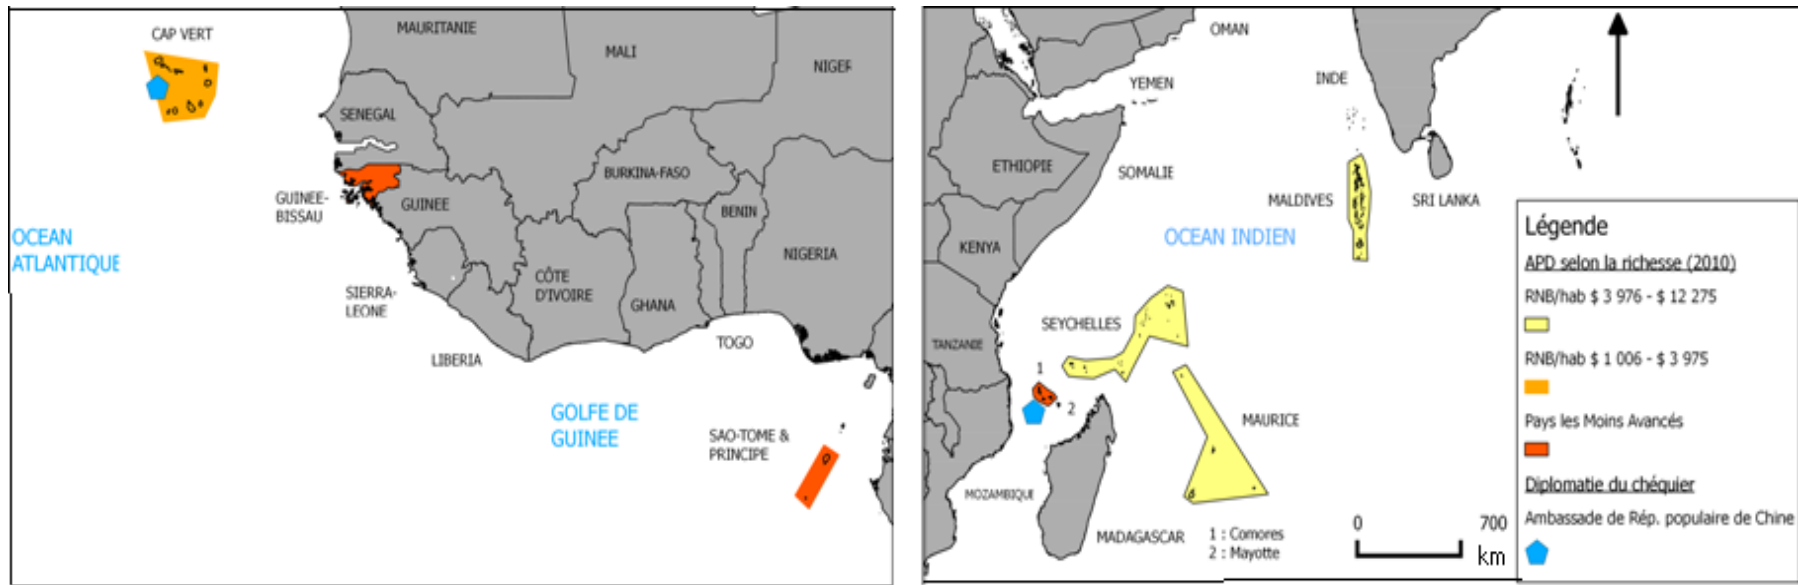 CAP VERT
MAURITANIE
MALI
NIGER
SENEGAL
BURKINA-FASO
GUINEE-
BISSAU
GUINEE
BENIN
NIGERIA
OCEAN
ATLANTIQUE
SIERRA-
LEONE
CÔTE
D'IVOIRE
GHANA
LIBERIA
TOGO
GOLFE DE
GUINEE
SAO-TOME &
PRINCIPE
OMAN
YEMEN
INDE
ETHIOPIE
SOMALIE
MALDIVES
SRI LANKA
KENYA
OCEAN INDIEN
SEYCHELLES
TANZANIE
1
2
MAURICE
MOZAMBIQUE
MADAGASCAR
1 : Comores
2 : Mayotte
0 700
km
Légende
APD selon la richesse (2010)
RNB/hab $ 3 976 - $ 12 275
RNB/hab $ 1 006 - $ 3 975
Pays les Moins Avancés
Diplomatie du chéquier
Ambassade de Rép. populaire de Chine